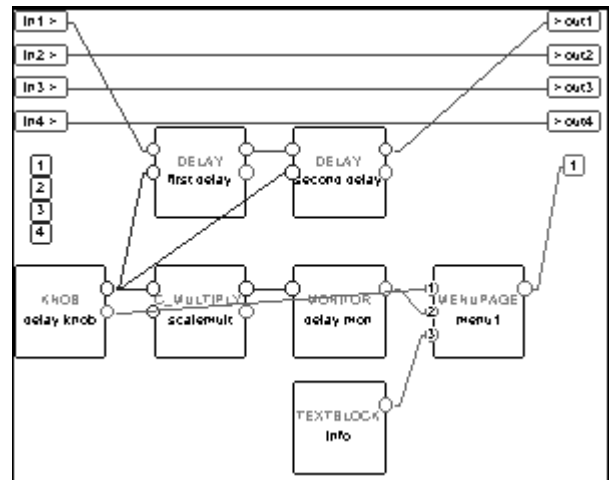 In1 >
> out1
In2 >
> out2
In3 >
> out3
In4 >
> out4
DELAY
first delay
DELAY
second delay
1
2
3
4
1
KNOB
delay knob
C_MULTIPLY
scalemult
MONITOR
delay mon
1
2
3
MENUPAGE
menu1
TEXTBLOCK
info